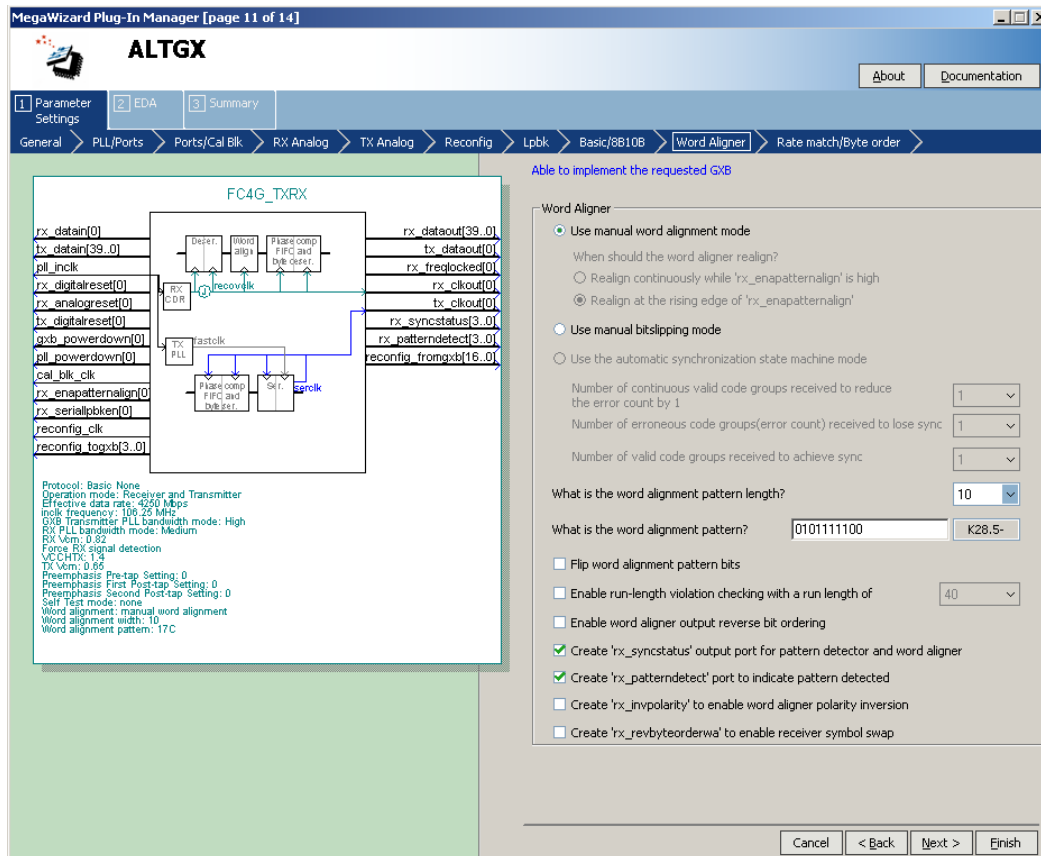 MegaWizard Plug-In Manager [page 11 of 14]
ALTGX
About
Documentation
1 Parameter Settings
2 EDA
3 Summary
General
PLL/Ports
Ports/Cal Blk
RX Analog
TX Analog
Reconfig
Lpbk
Basic/8B10B
Word Aligner
Rate match/Byte order
FC4G_TXRX
rx_datain[0]
tx_datain[39..0]
pll_inclk
rx_digitalreset[0]
rx_analogreset[0]
tx_digitalreset[0]
gxb_powerdown[0]
pll_powerdown[0]
cal_blk_clk
rx_enapatternalign[0]
rx_seriallpbken[0]
reconfig_clk
reconfig_togxb[3..0]
Deser.
Word align
Phase comp FIFO and byte deser.
RX CDR
recovclk
TX PLL
fastclk
Phase comp FIFO and byte ser.
Ser.
serclk
rx_dataout[39..0]
tx_dataout[0]
rx_freqlocked[0]
rx_clkout[0]
tx_clkout[0]
rx_syncstatus[3..0]
rx_patterndetect[3..0]
reconfig_fromgxb[16..0]
Protocol: Basic None
Operation mode: Receiver and Transmitter
Effective data rate: 4250 Mbps
inclk frequency: 106.25 MHz
GXB Transmitter PLL bandwidth mode: High
RX PLL bandwidth mode: Medium
RX Vcm: 0.82
Force RX signal detection
VCCHTX: 1.4
TX Vcm: 0.65
Preemphasis Pre-tap Setting: 0
Preemphasis First Post-tap Setting: 0
Preemphasis Second Post-tap Setting: 0
Self Test mode: none
Word alignment: manual word alignment
Word alignment width: 10
Word alignment pattern: 17C
Able to implement the requested GXB
Word Aligner
Use manual word alignment mode
When should the word aligner realign?
Realign continuously while 'rx_enapatternalign' is high
Realign at the rising edge of 'rx_enapatternalign'
Use manual bitslipping mode
Use the automatic synchronization state machine mode
Number of continuous valid code groups received to reduce
the error count by 1
1
Number of erroneous code groups(error count) received to lose sync
1
Number of valid code groups received to achieve sync
1
What is the word alignment pattern length?
10
What is the word alignment pattern?
0101111100
K28.5-
Flip word alignment pattern bits
Enable run-length violation checking with a run length of
40
Enable word aligner output reverse bit ordering
Create 'rx_syncstatus' output port for pattern detector and word aligner
Create 'rx_patterndetect' port to indicate pattern detected
Create 'rx_invpolarity' to enable word aligner polarity inversion
Create 'rx_revbyteorderwa' to enable receiver symbol swap
Cancel
< Back
Next >
Finish